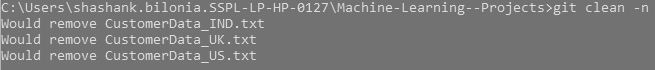 C:\Users\shashank.bilonia.SSPL-LP-HP-0127\Machine-Learning--Projects>git clean -n
Would remove CustomerData_IND.txt
Would remove CustomerData_UK.txt
Would remove CustomerData_US.txt